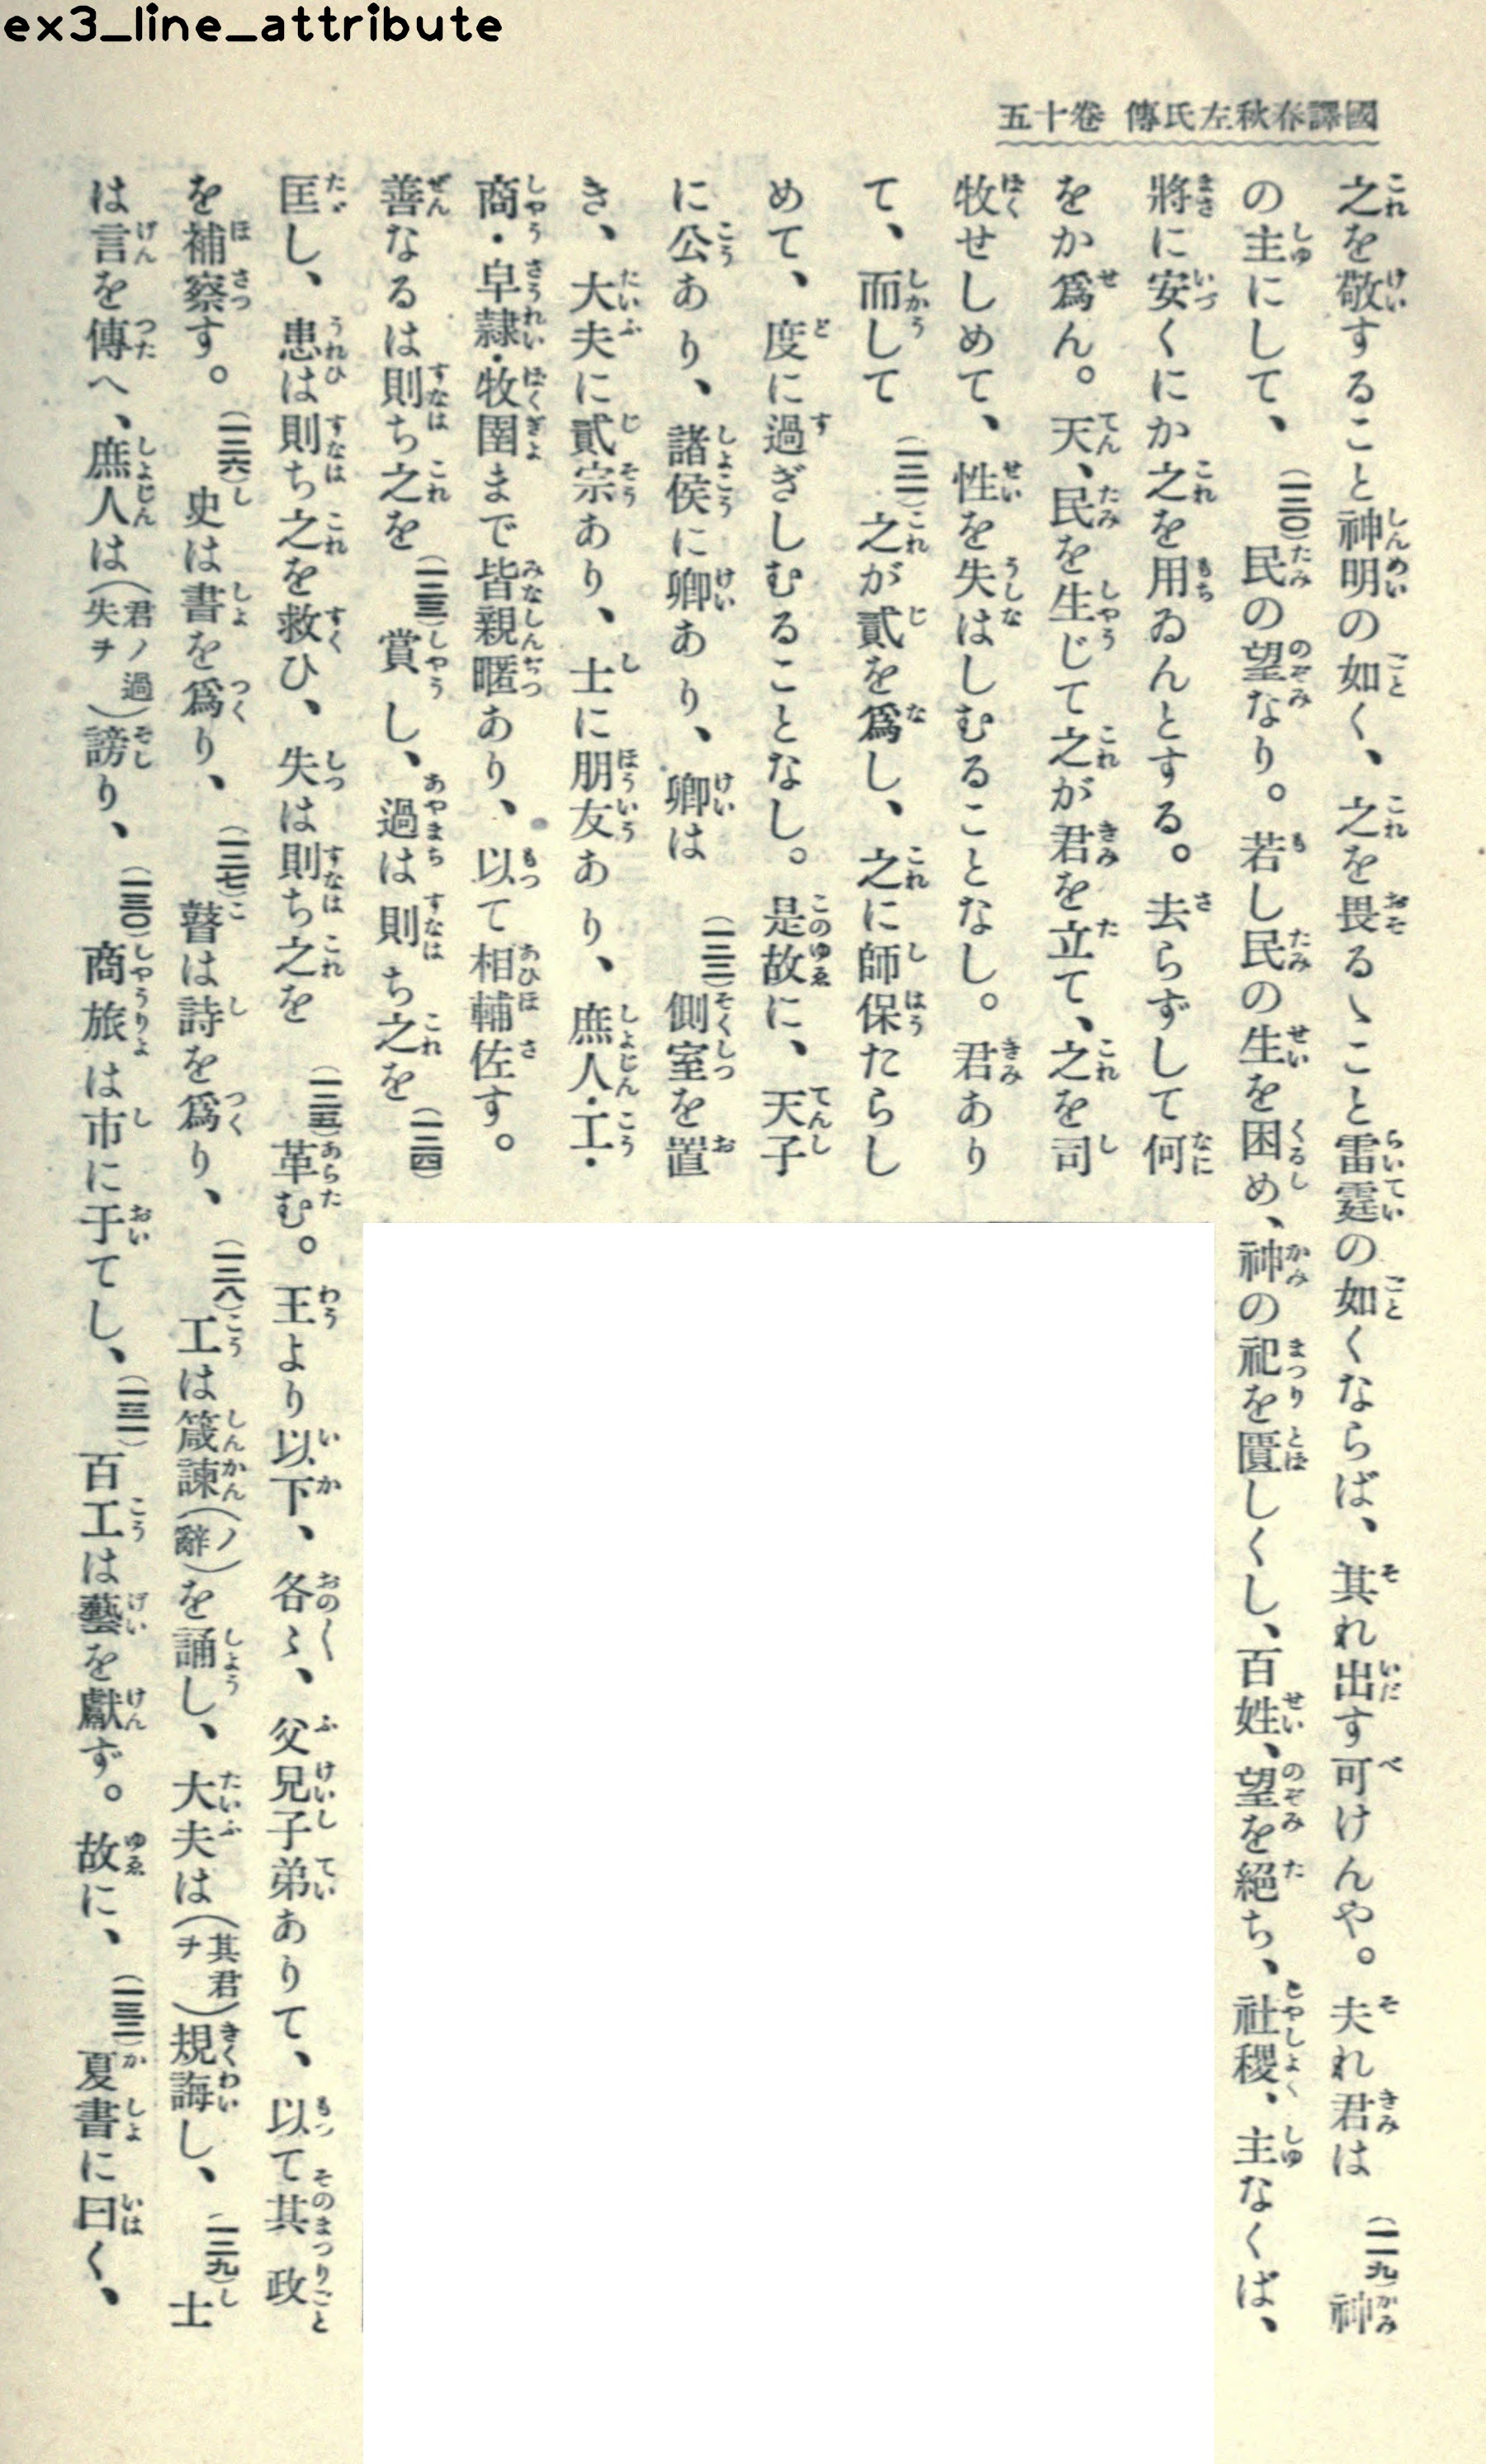 ex3_line_attribute
國譯春秋左氏傳 卷十五
之を敬すること神明の如く、之を畏るゝこと雷霆の如くならば、其れ出す可けんや。夫れ君は(一一九)神
の主にして、(一二〇)民の望なり。若し民の生を困め、神の祀を匱しくし、百姓、望を絕ち、社稷、主なくば、
將に安くにか之を用ゐんとする。去らずして何
をか爲ん。天、民を生じて之が君を立て、之を司
牧せしめて、性を失はしむることなし。君あり
て、而して(一二一)之が貳を爲し、之に師保たらし
めて、度に過ぎしむることなし。是故に、天子
に公あり、諸侯に卿あり、卿は(一二二)側室を置
き、大夫に貳宗あり、士に朋友あり、庶人・工・
商・皁隷・牧圉まで皆親暱あり、以て相輔佐す。
善なるは則ち之を(一二三)賞し、過は則ち之を(一二四)
匡し、患は則ち之を救ひ、失は則ち之を(一二五)革む。王より以下、各〻、父兄子弟ありて、以て其政
を補察す。(一二六)史は書を爲り、(一二七)瞽は詩を爲り、(一二八)工は箴諫(ノ辭)を誦し、大夫は(其君ヲ)規誨し、(一二九)士
は言を傳へ、庶人は(君ノ過失ヲ)謗り、(一三〇)商旅は市に于てし、(一三一)百工は藝を獻ず。故に、(一三二)夏書に曰く、